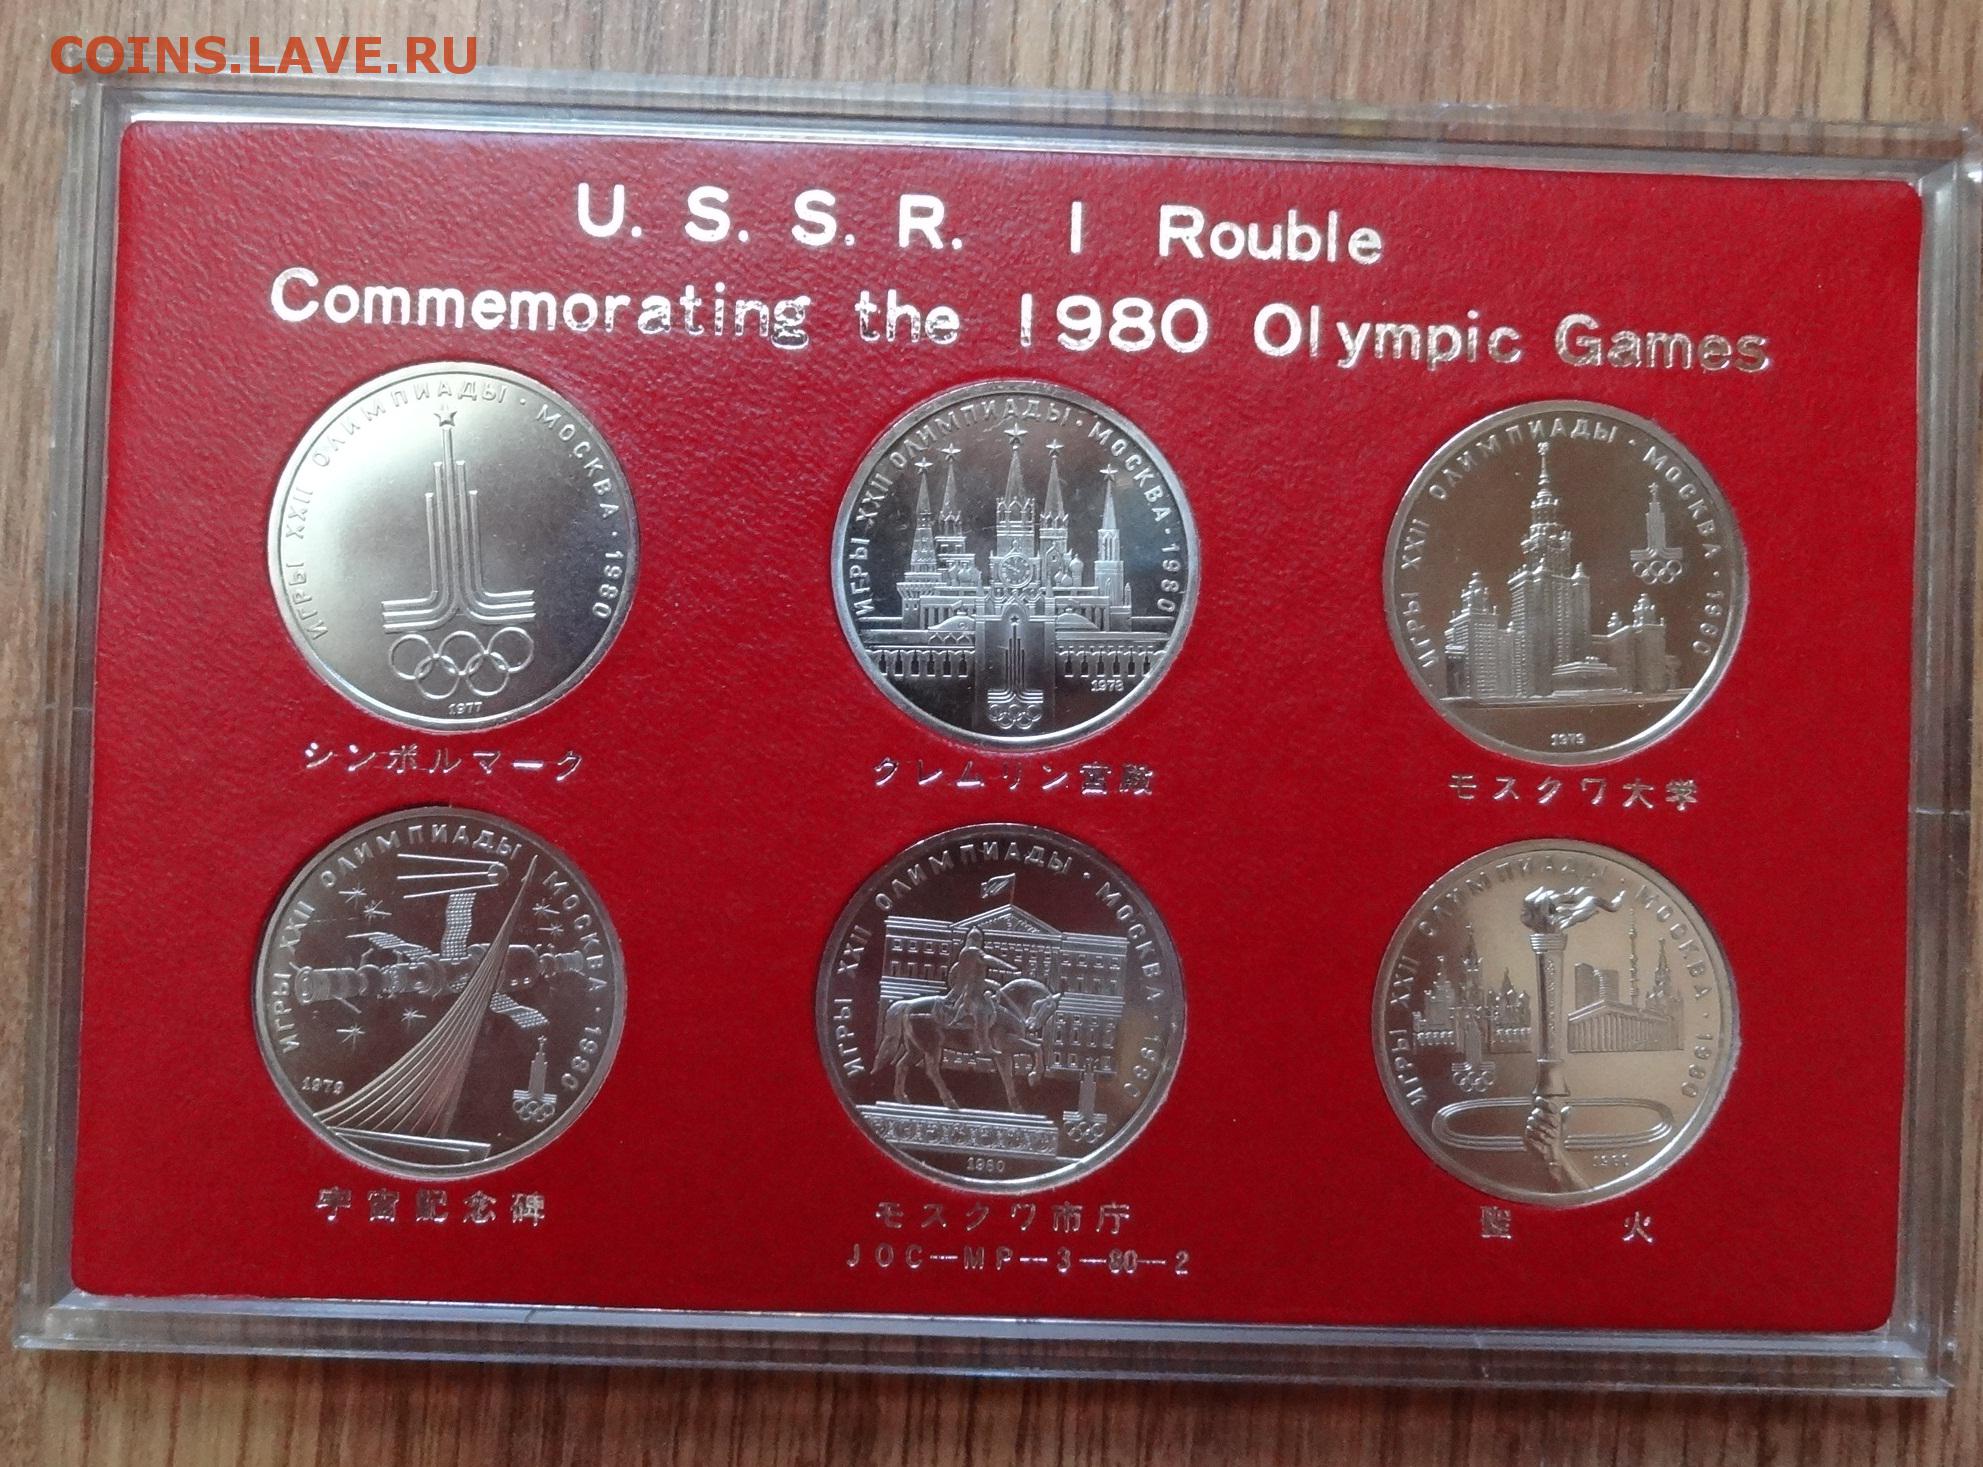 COINS.LAVE.RU
U. S. S. R. 1 Rouble
Commemorating the 1980 Olympic Games
ИГРЫ XXII ОЛИМПИАДЫ · МОСКВА · 1980
1977
シンボルマーク
ИГРЫ XXII ОЛИМПИАДЫ · МОСКВА · 1980
1978
クレムリン宮殿
ИГРЫ XXII ОЛИМПИАДЫ · МОСКВА · 1980
1979
モスクワ大学
ИГРЫ XXII ОЛИМПИАДЫ МОСКВА · 1980
1979
宇宙記念碑
ИГРЫ XXII ОЛИМПИАДЫ · МОСКВА · 1980
1980
モスクワ市庁
JOC—MP—3—80—2
ИГРЫ XXII ОЛИМПИАДЫ · МОСКВА · 1980
1980
聖 火